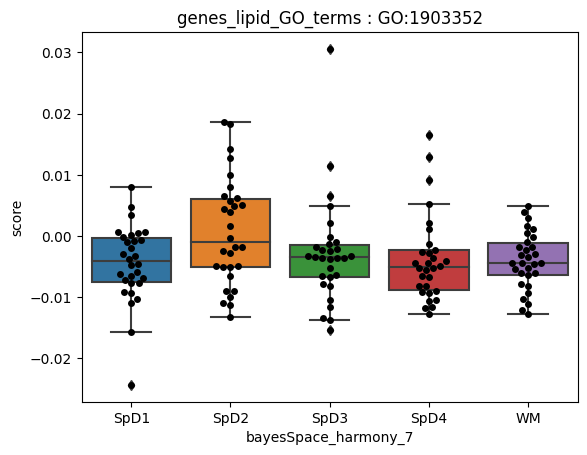 genes_lipid_GO_terms : GO:1903352
score
0.03
0.02
0.01
0.00
−0.01
−0.02
SpD1 SpD2 SpD3 SpD4 WM
bayesSpace_harmony_7